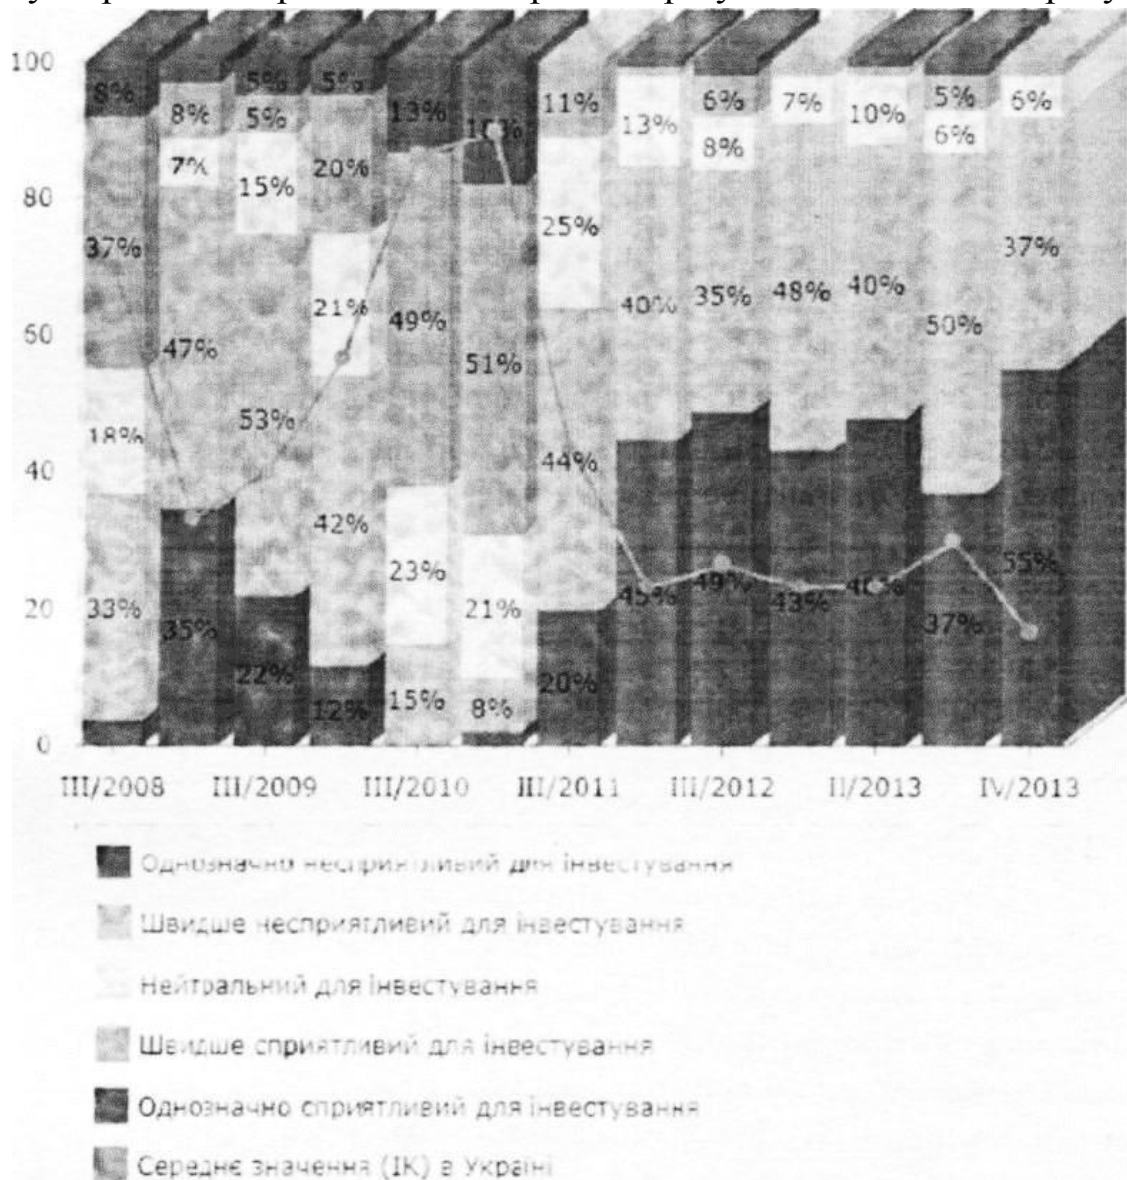 100 8% 8% 5% 5% 13% 11% 13% 6% 7% 10% 5% 6%
7% 5% 20% 8% 6%
80 15%
37% 25% 37%
47% 21% 49% 51% 40% 35% 48% 40% 50%
60
53%
40 18% 44%
42%
23% 55%
20 33% 35% 21% 45% 49% 43% 37%
22% 12% 15% 8% 20%
0
III/2008 III/2009 III/2010 III/2011 III/2012 II/2013 IV/2013
Однозначно несприятливий для інвестування
Швидше несприятливий для інвестування
Нейтральний для інвестування
Швидше сприятливий для інвестування
Однозначно сприятливий для інвестування
Середнє значення (ІК) в Україні